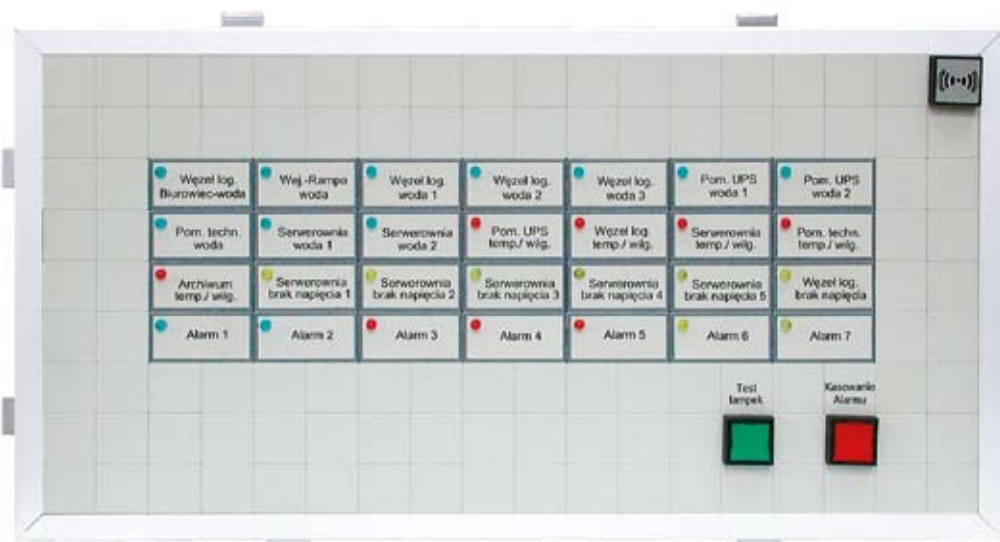 Węzeł log.
Biurowiec-woda
Wej.-Rampa
woda
Węzeł log.
woda 1
Węzeł log.
woda 2
Węzeł log.
woda 3
Pom. UPS
woda 1
Pom. UPS
woda 2
Pom. techn.
woda
Serwerownia
woda 1
Serwerownia
woda 2
Pom. UPS
temp./ wilg.
Węzeł log.
temp./ wilg.
Serwerownia
temp./ wilg.
Pom. techn.
temp./ wilg.
Archiwum
temp./ wilg.
Serwerownia
brak napięcia 1
Serwerownia
brak napięcia 2
Serwerownia
brak napięcia 3
Serwerownia
brak napięcia 4
Serwerownia
brak napięcia 5
Węzeł log.
brak napięcia
Alarm 1
Alarm 2
Alarm 3
Alarm 4
Alarm 5
Alarm 6
Alarm 7
Test
lampek
Kasowanie
Alarmu